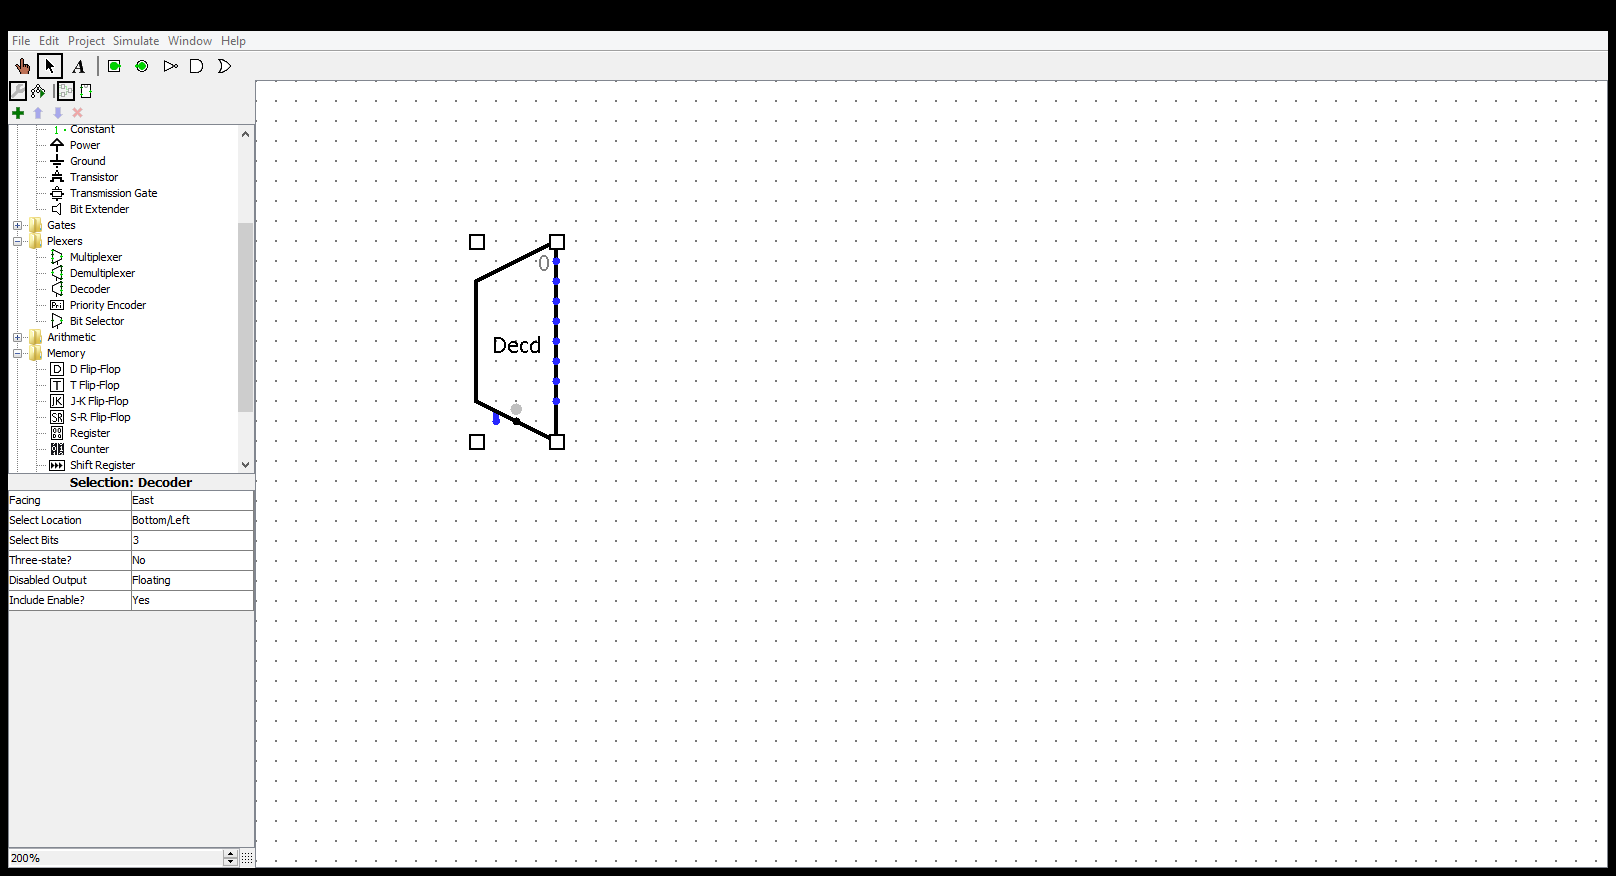 File Edit Project Simulate Window Help
A
Constant
Power
Ground
Transistor
Transmission Gate
Bit Extender
Gates
Plexers
Multiplexer
Demultiplexer
Decoder
Pri Priority Encoder
Bit Selector
Arithmetic
Memory
D D Flip-Flop
T T Flip-Flop
JK J-K Flip-Flop
SR S-R Flip-Flop
Register
Counter
Shift Register
Selection: Decoder
Facing East
Select Location Bottom/Left
Select Bits 3
Three-state? No
Disabled Output Floating
Include Enable? Yes
200%
0
Decd